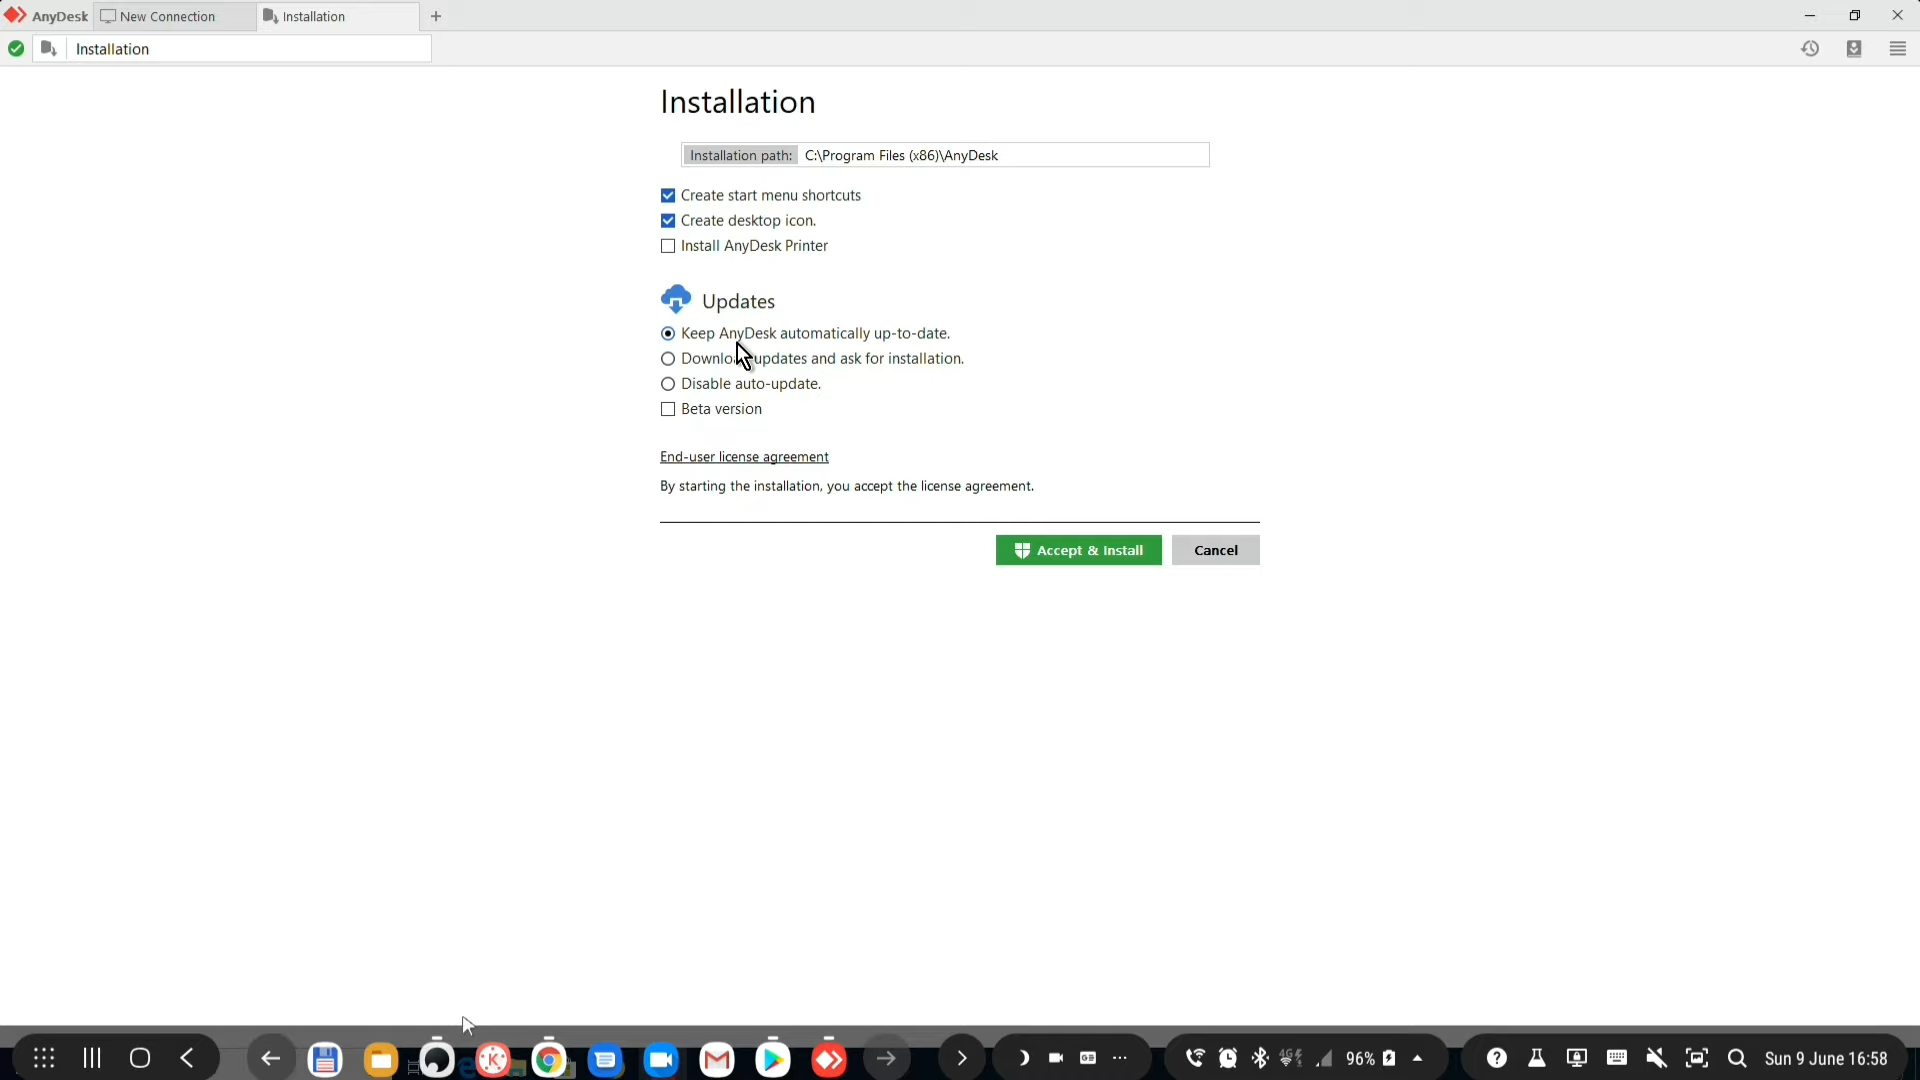 AnyDesk New Connection Installation
Installation
Installation
Installation path: C:\Program Files (x86)\AnyDesk
Create start menu shortcuts
Create desktop icon.
Install AnyDesk Printer
Updates
Keep AnyDesk automatically up-to-date.
updates and ask for installation.
Disable auto-update.
Beta version
End-user license agreement
By starting the installation, you accept the license agreement.
Accept & Install Cancel
4G 96% Sun 9 June 16:58